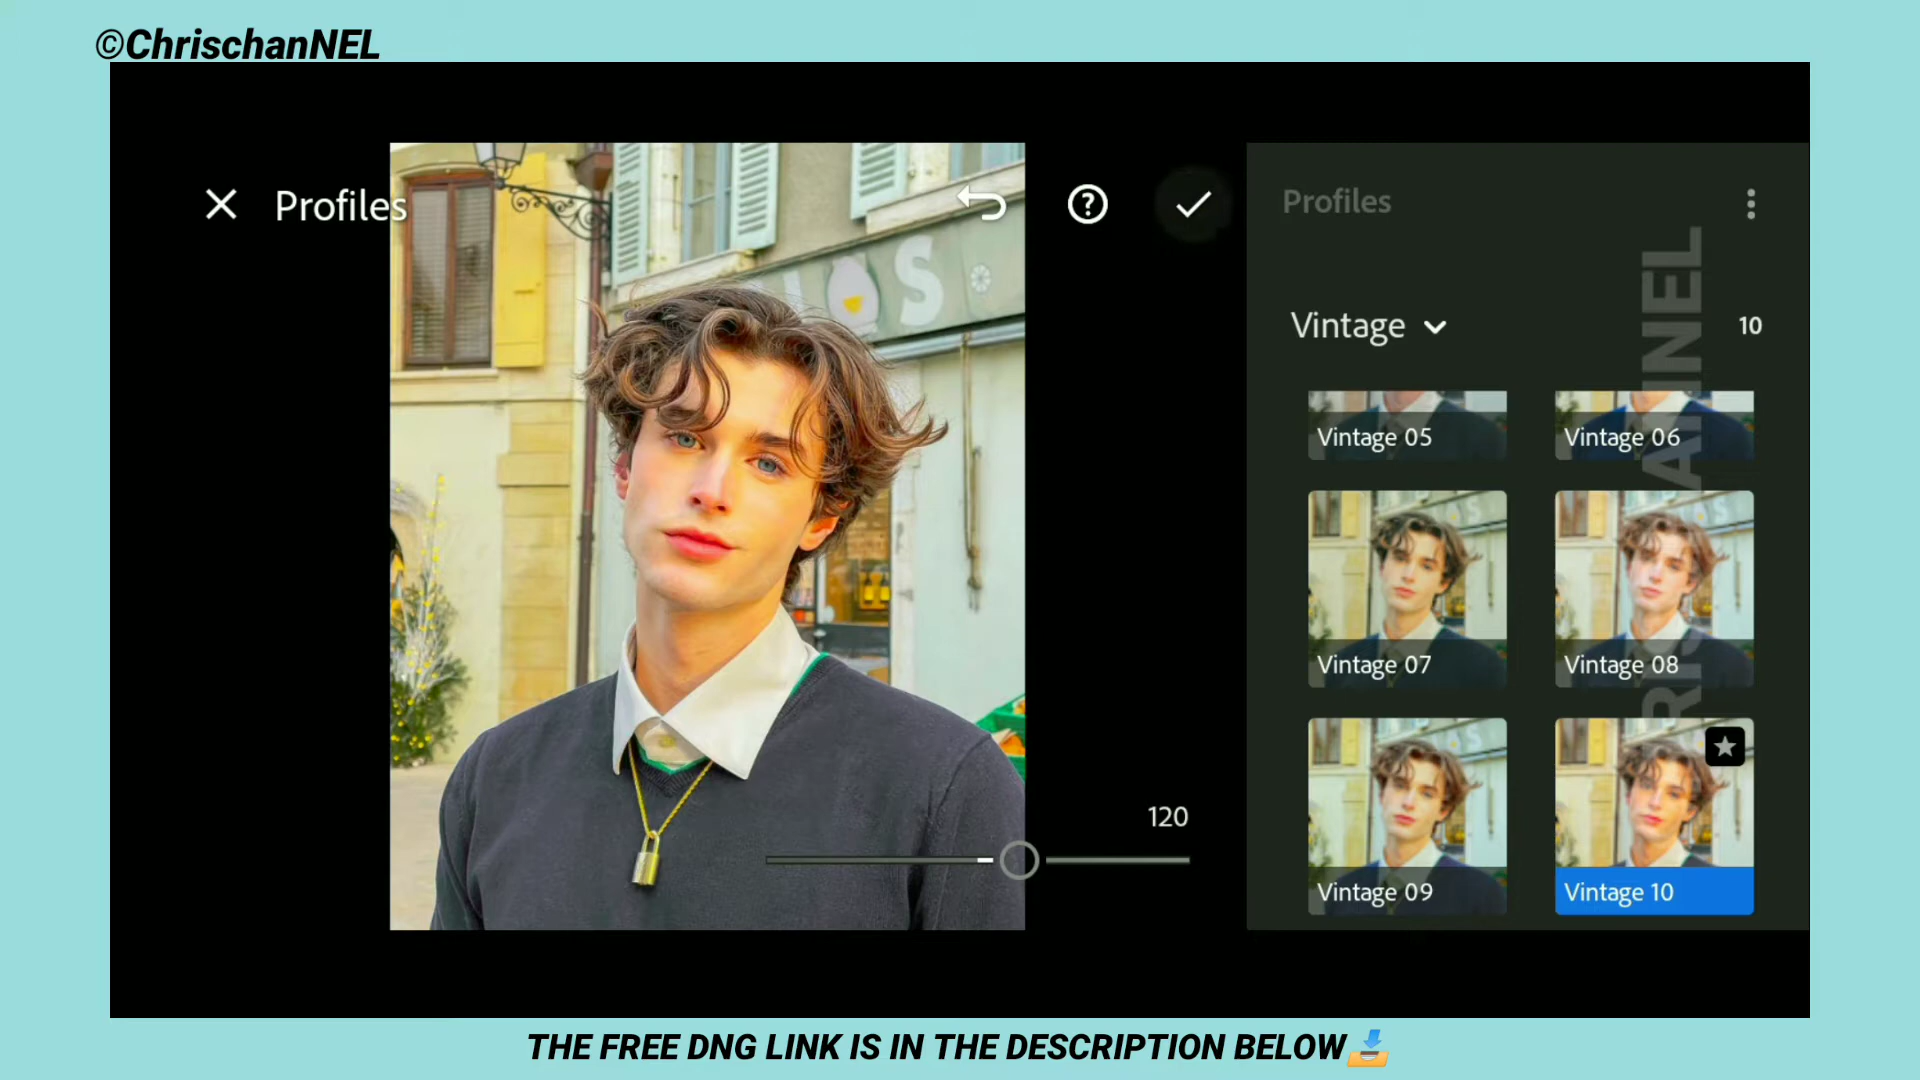 ©ChrischanNEL
Profiles
Profiles
Vintage
10
Vintage 05
Vintage 06
Vintage 07
Vintage 08
Vintage 09
Vintage 10
120
THE FREE DNG LINK IS IN THE DESCRIPTION BELOW